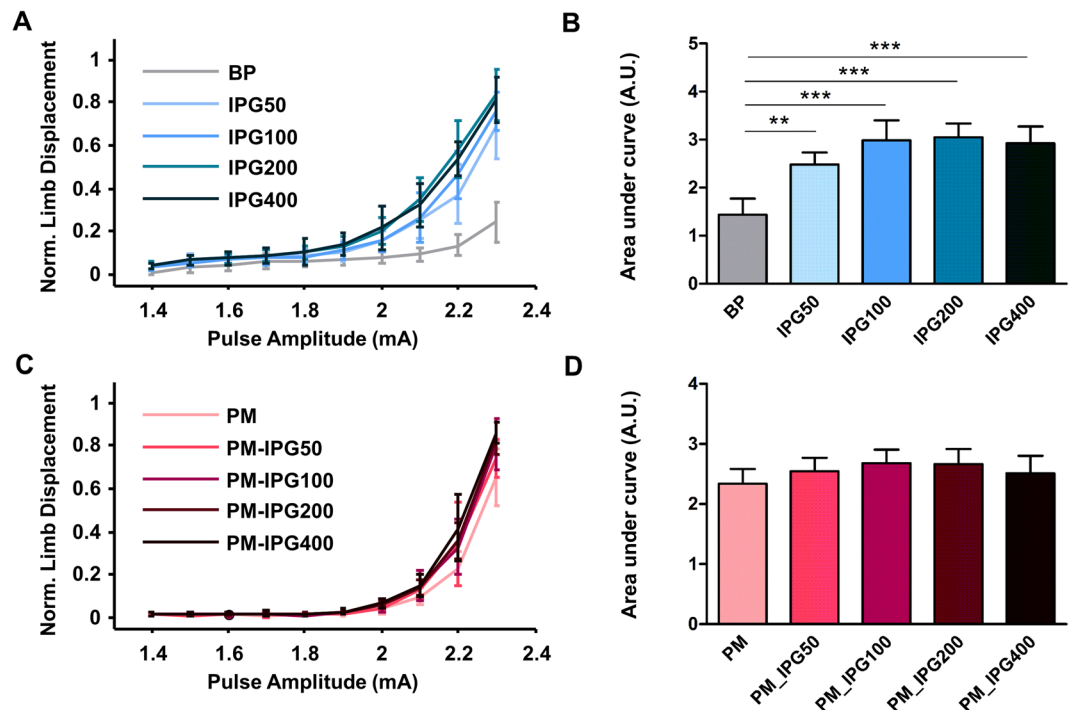 A
Norm. Limb Displacement
1
0.8
0.6
0.4
0.2
0
BP
IPG50
IPG100
IPG200
IPG400
1.4
1.6
1.8
2
2.2
2.4
Pulse Amplitude (mA)
B
Area under curve (A.U.)
5
4
3
2
1
0
**
***
***
***
BP
IPG50
IPG100
IPG200
IPG400
C
Norm. Limb Displacement
1
0.8
0.6
0.4
0.2
0
PM
PM-IPG50
PM-IPG100
PM-IPG200
PM-IPG400
1.4
1.6
1.8
2
2.2
2.4
Pulse Amplitude (mA)
D
Area under curve (A.U.)
4
3
2
1
0
PM
PM_IPG50
PM_IPG100
PM_IPG200
PM_IPG400